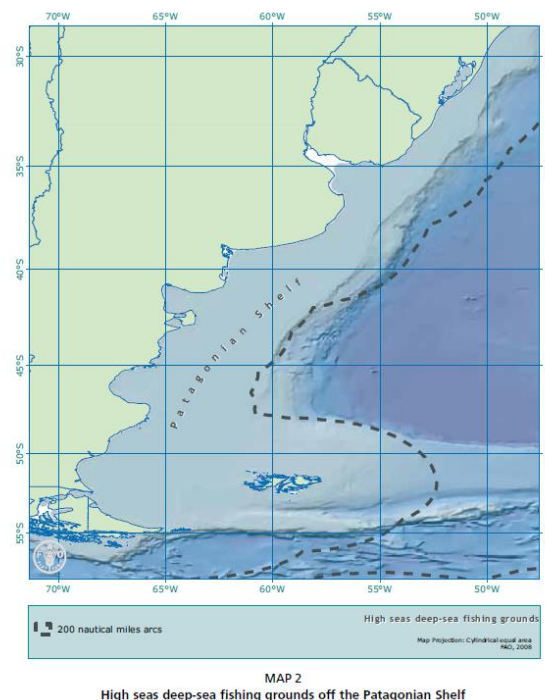 70°W 65°W 60°W 55°W 50°W
30°S
35°S
40°S
Patagonian Shelf
45°S
50°S
55°S
FAO
70°W 65°W 60°W 55°W 50°W
High seas deep-sea fishing grounds
200 nautical miles arcs
Map Projection: Cylindrical equal area
FAO, 2008
MAP 2
High seas deep-sea fishing grounds off the Patagonian Shelf